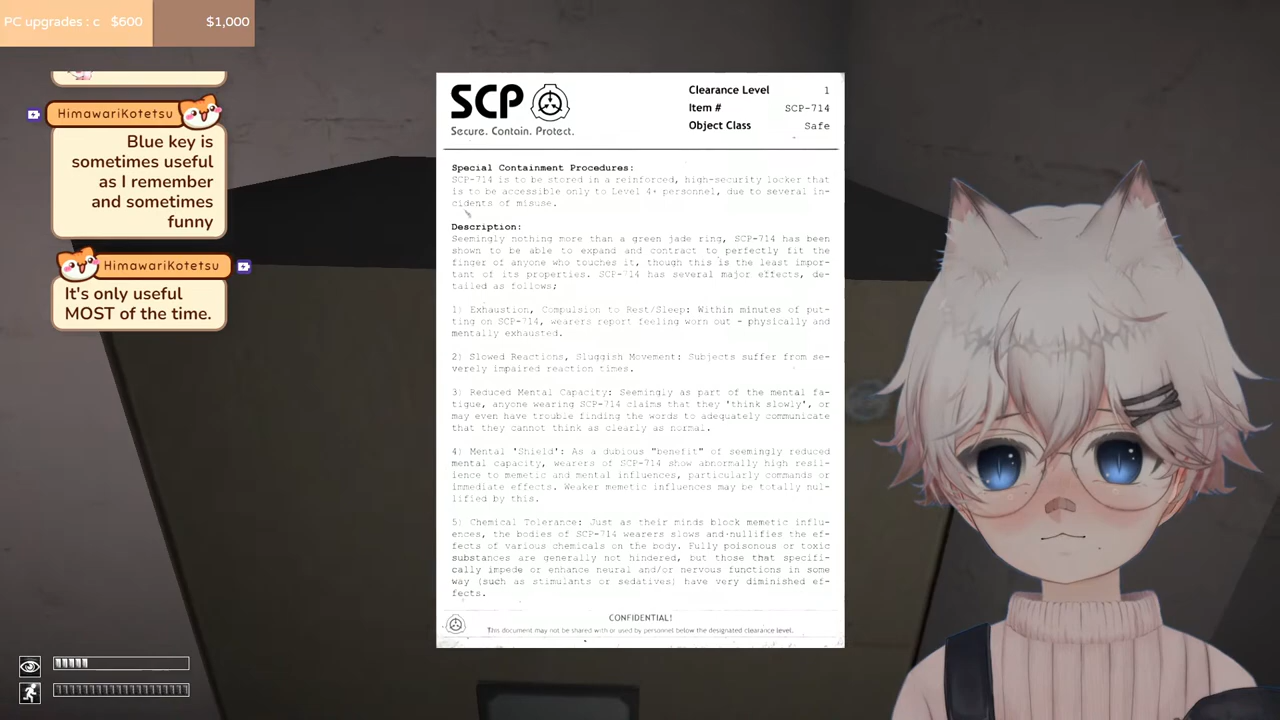 PC upgrades : c $600 $1,000
HimawariKotetsu
Blue key is
sometimes useful
as I remember
and sometimes
funny
HimawariKotetsu
It's only useful
MOST of the time.
SCP
Secure. Contain. Protect.
Clearance Level 1
Item # SCP-714
Object Class Safe
Special Containment Procedures:
SCP-714 is to be stored in a reinforced, high-security locker that
is to be accessible only to Level 4+ personnel, due to several in-
cidents of misuse.
Description:
Seemingly nothing more than a green jade ring, SCP-714 has been
shown to be able to expand and contract to perfectly fit the
finger of anyone who touches it, though this is the least impor-
tant of its properties. SCP-714 has several major effects, de-
tailed as follows;
1) Exhaustion, Compulsion to Rest/Sleep: Within minutes of put-
ting on SCP-714, wearers report feeling worn out - physically and
mentally exhausted.
2) Slowed Reactions, Sluggish Movement: Subjects suffer from se-
verely impaired reaction times.
3) Reduced Mental Capacity: Seemingly as part of the mental fa-
tigue, anyone wearing SCP-714 claims that they 'think slowly', or
may even have trouble finding the words to adequately communicate
that they cannot think as clearly as normal.
4) Mental 'Shield': As a dubious "benefit" of seemingly reduced
mental capacity, wearers of SCP-714 show abnormally high resil-
ience to memetic and mental influences, particularly commands or
immediate effects. Weaker memetic influences may be totally nul-
lified by this.
5) Chemical Tolerance: Just as their minds block memetic influ-
ences, the bodies of SCP-714 wearers slows and nullifies the ef-
fects of various chemicals on the body. Fully poisonous or toxic
substances are generally not hindered, but those that specifi-
cally impede or enhance neural and/or nervous functions in some
way (such as stimulants or sedatives) have very diminished ef-
fects.
CONFIDENTIAL!
This document may not be shared with or used by personnel below the designated clearance level.